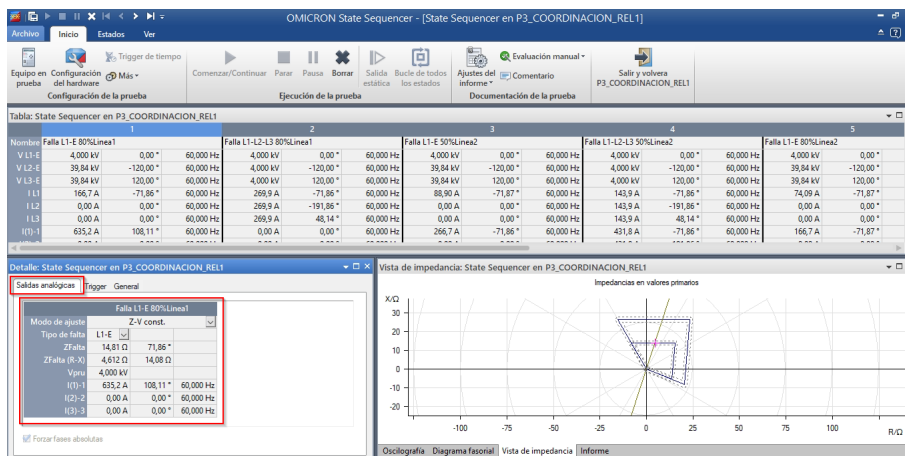 OMICRON State Sequencer - [State Sequencer en P3_COORDINACION_REL1]
Archivo Inicio Estados Ver
Equipo en prueba Configuración del hardware Trigger de tiempo Más
Comenzar/Continuar Parar Pausa Borrar Salida estática Bucle de todos los estados
Ajustes del informe Evaluación manual Comentario Salir y volvera P3_COORDINACION_REL1
Configuración de la prueba Ejecución de la prueba Documentación de la prueba
Tabla: State Sequencer en P3_COORDINACION_REL1
1 2 3 4 5
Nombre Falla L1-E 80%Linea1 Falla L1-L2-L3 80%Linea1 Falla L1-E 50%Linea2 Falla L1-L2-L3 50%Linea2 Falla L1-E 80%Linea2
V L1-E 4,000 kV 0,00 ° 60,000 Hz 4,000 kV 0,00 ° 60,000 Hz 4,000 kV 0,00 ° 60,000 Hz 4,000 kV 0,00 ° 60,000 Hz 4,000 kV 0,00 °
V L2-E 39,84 kV -120,00 ° 60,000 Hz 4,000 kV -120,00 ° 60,000 Hz 39,84 kV -120,00 ° 60,000 Hz 4,000 kV -120,00 ° 60,000 Hz 39,84 kV -120,00 °
V L3-E 39,84 kV 120,00 ° 60,000 Hz 4,000 kV 120,00 ° 60,000 Hz 39,84 kV 120,00 ° 60,000 Hz 4,000 kV 120,00 ° 60,000 Hz 39,84 kV 120,00 °
I L1 166,7 A -71,86 ° 60,000 Hz 269,9 A -71,86 ° 60,000 Hz 88,90 A -71,87 ° 60,000 Hz 143,9 A -71,86 ° 60,000 Hz 74,09 A -71,87 °
I L2 0,00 A 0,00 ° 60,000 Hz 269,9 A -191,86 ° 60,000 Hz 0,00 A 0,00 ° 60,000 Hz 143,9 A -191,86 ° 60,000 Hz 0,00 A 0,00 °
I L3 0,00 A 0,00 ° 60,000 Hz 269,9 A 48,14 ° 60,000 Hz 0,00 A 0,00 ° 60,000 Hz 143,9 A 48,14 ° 60,000 Hz 0,00 A 0,00 °
I(1)-1 635,2 A 108,11 ° 60,000 Hz 0,00 A 0,00 ° 60,000 Hz 266,7 A -71,86 ° 60,000 Hz 431,8 A -71,86 ° 60,000 Hz 166,7 A -71,87 °
Detalle: State Sequencer en P3_COORDINACION_REL1
Salidas analógicas Trigger General
Falla L1-E 80%Linea1
Modo de ajuste Z-V const.
Tipo de falta L1-E
ZFalta 14,81 Ω 71,86 °
ZFalta (R-X) 4,612 Ω 14,08 Ω
Vpru 4,000 kV
I(1)-1 635,2 A 108,11 ° 60,000 Hz
I(2)-2 0,00 A 0,00 ° 60,000 Hz
I(3)-3 0,00 A 0,00 ° 60,000 Hz
Forzar fases absolutas
Vista de impedancia: State Sequencer en P3_COORDINACION_REL1
Impedancias en valores primarios
X/Ω
30
20
10
0
-10
-20
-100 -75 -50 -25 0 25 50 75 100
R/Ω
Oscilografía Diagrama fasorial Vista de impedancia Informe